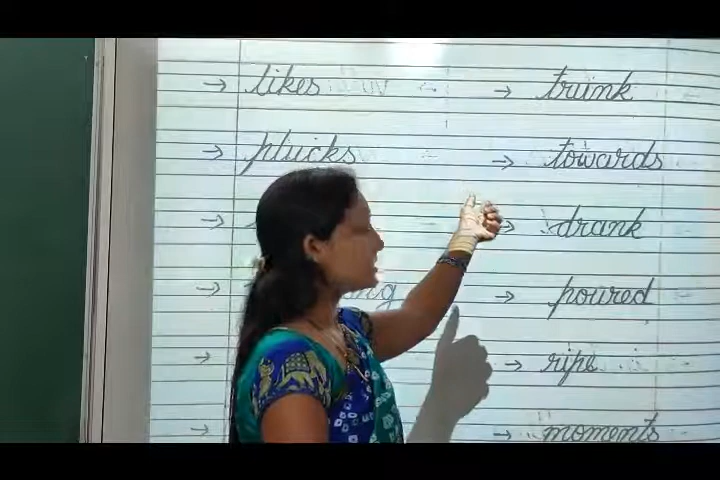 → likes → trunk
→ plucks → towards
→ → drank
→ → poured
→ → ripe
→ → moments